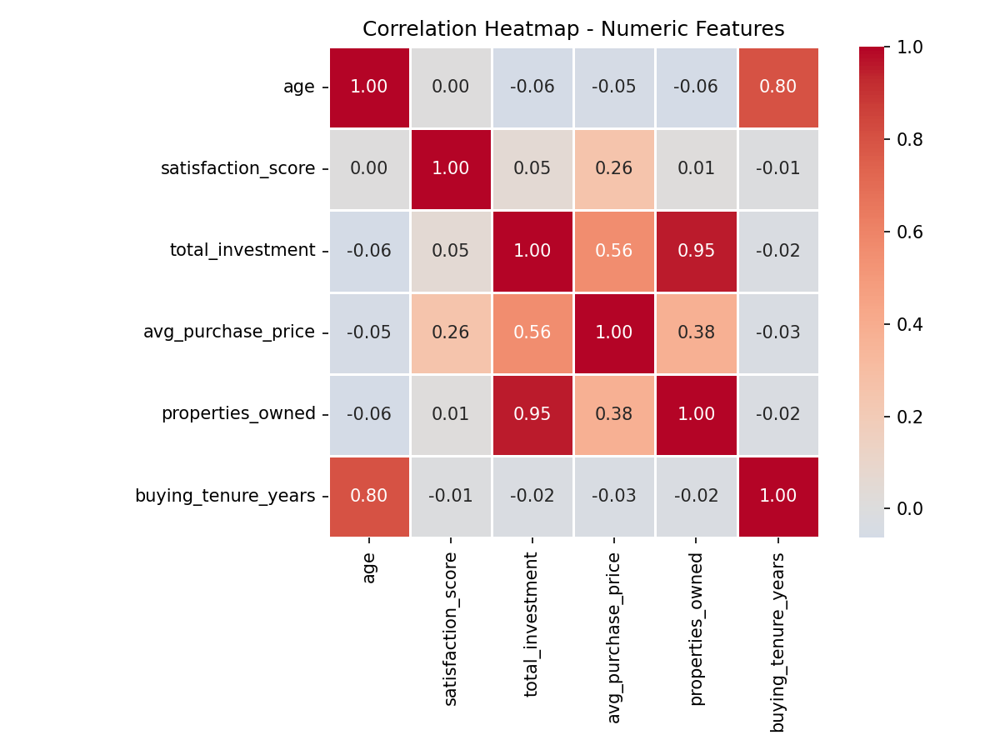 Correlation Heatmap - Numeric Features
age 1.00 0.00 -0.06 -0.05 -0.06 0.80
satisfaction_score 0.00 1.00 0.05 0.26 0.01 -0.01
total_investment -0.06 0.05 1.00 0.56 0.95 -0.02
avg_purchase_price -0.05 0.26 0.56 1.00 0.38 -0.03
properties_owned -0.06 0.01 0.95 0.38 1.00 -0.02
buying_tenure_years 0.80 -0.01 -0.02 -0.03 -0.02 1.00
age
satisfaction_score
total_investment
avg_purchase_price
properties_owned
buying_tenure_years
1.0
0.8
0.6
0.4
0.2
0.0